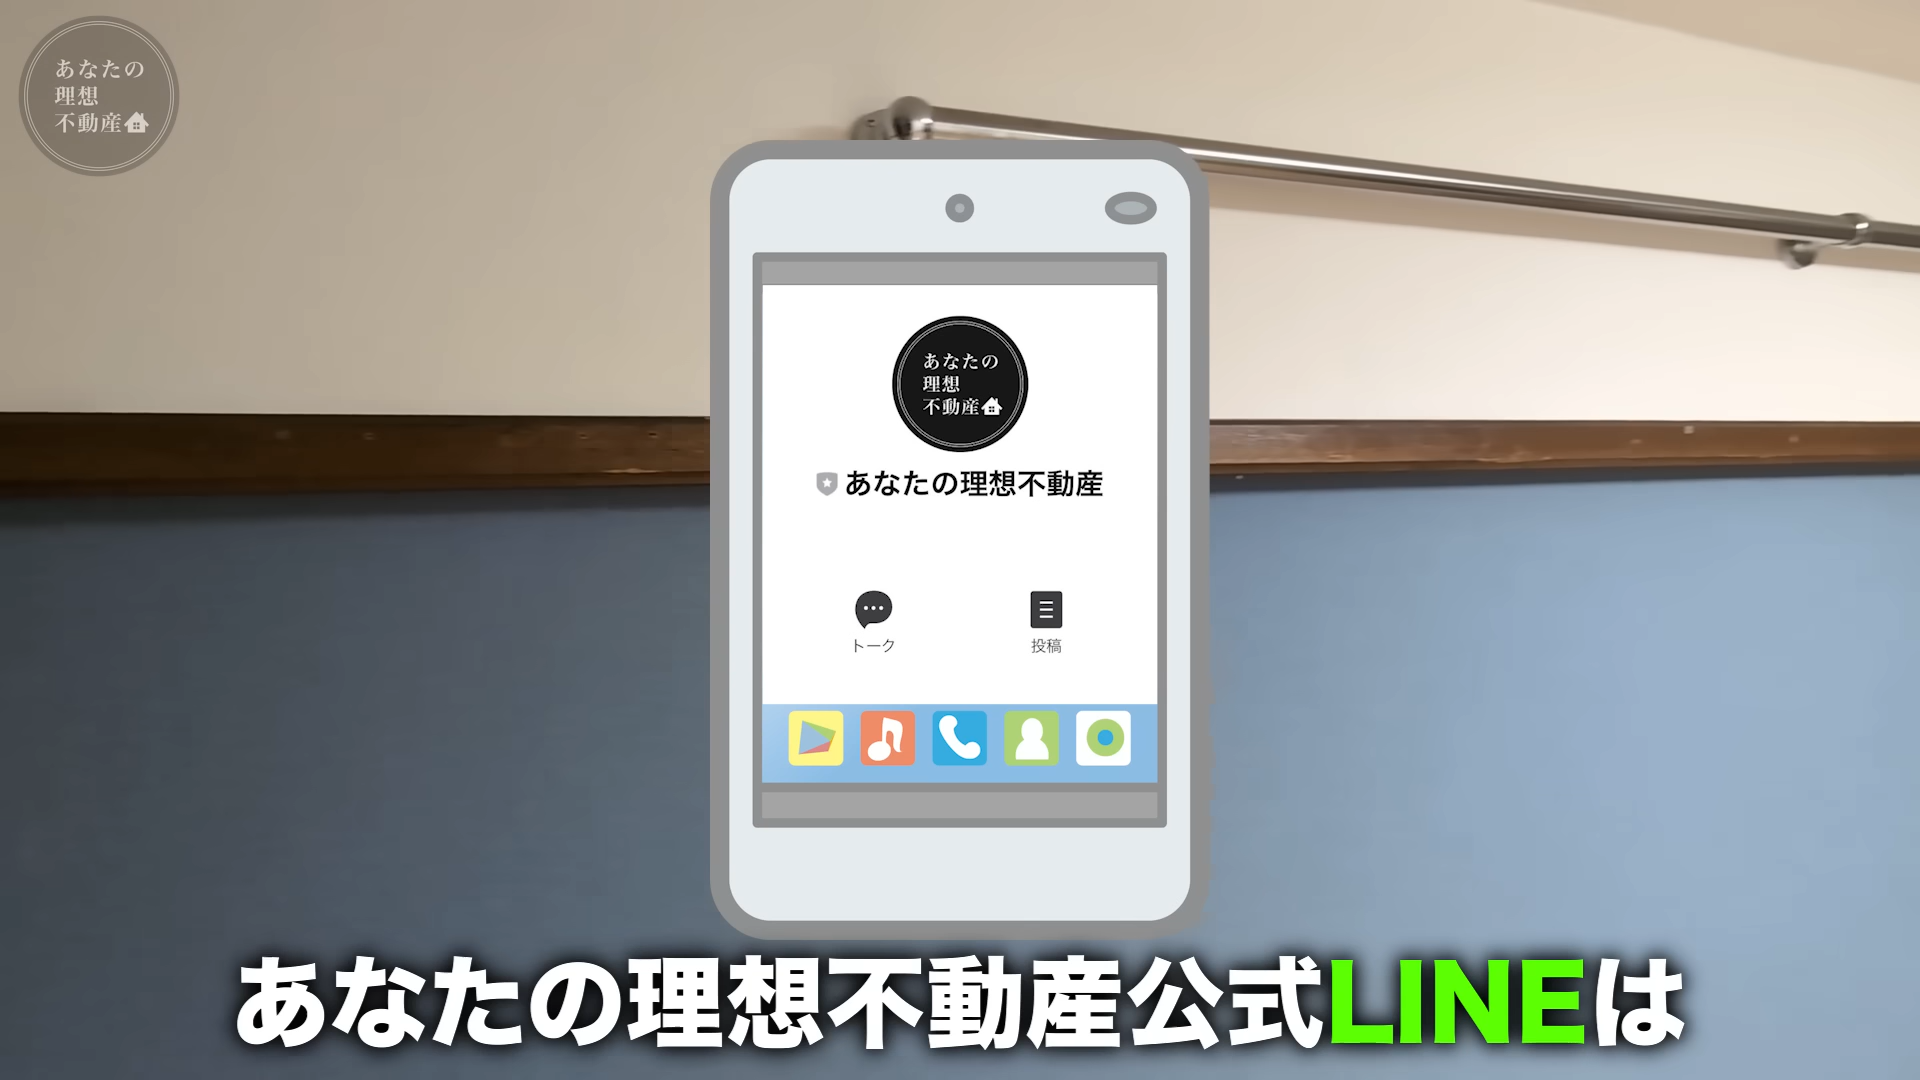 あなたの
理想
不動産
あなたの
理想
不動産
あなたの理想不動産
トーク
投稿
あなたの理想不動産公式LINEは